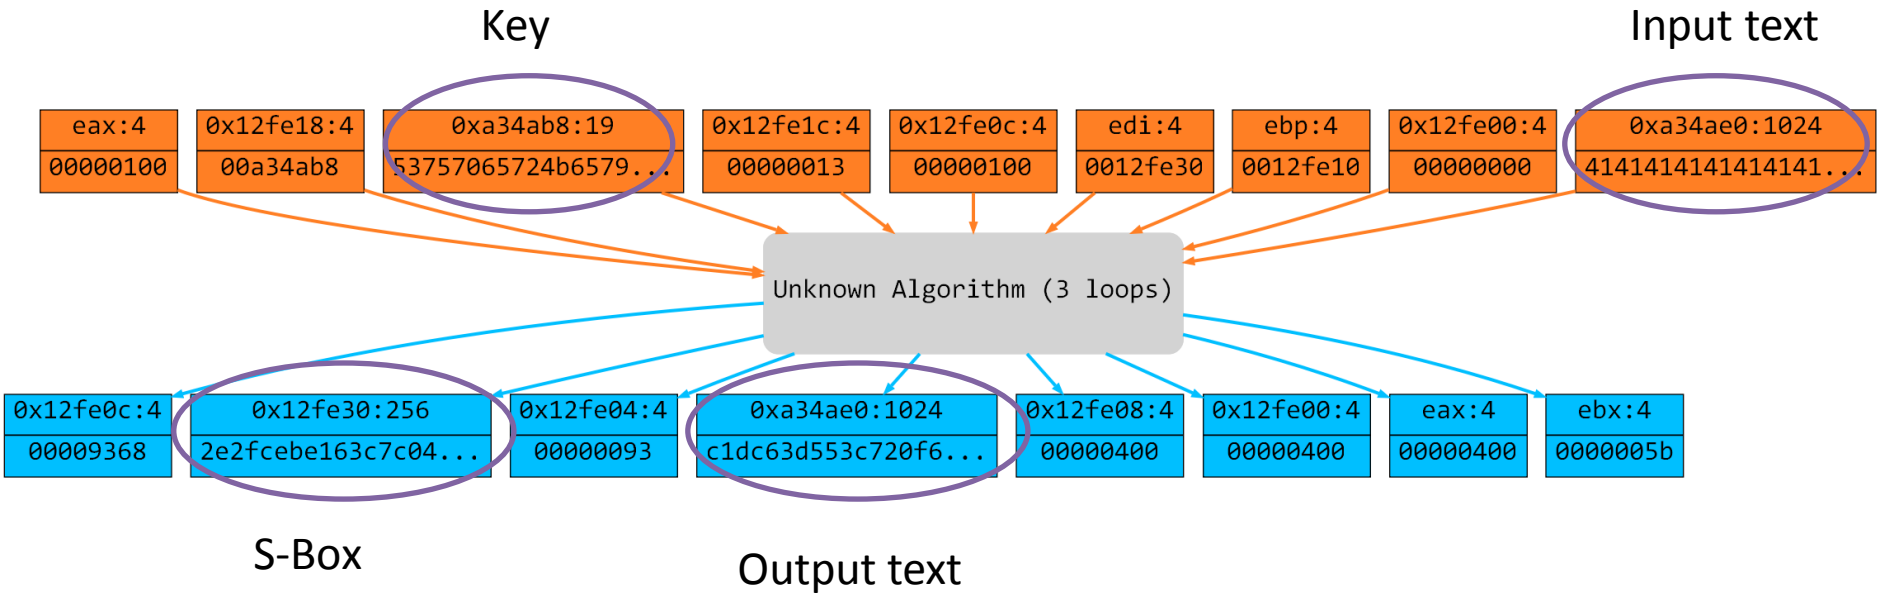 Key
Input text
eax:4
0x12fe18:4
0xa34ab8:19
0x12fe1c:4
0x12fe0c:4
edi:4
ebp:4
0x12fe00:4
0xa34ae0:1024
00000100
00a34ab8
53757065724b6579...
00000013
00000100
0012fe30
0012fe10
00000000
4141414141414141...
Unknown Algorithm (3 loops)
0x12fe0c:4
0x12fe30:256
0x12fe04:4
0xa34ae0:1024
0x12fe08:4
0x12fe00:4
eax:4
ebx:4
00009368
2e2fcebe163c7c04...
00000093
c1dc63d553c720f6...
00000400
00000400
00000400
0000005b
S-Box
Output text